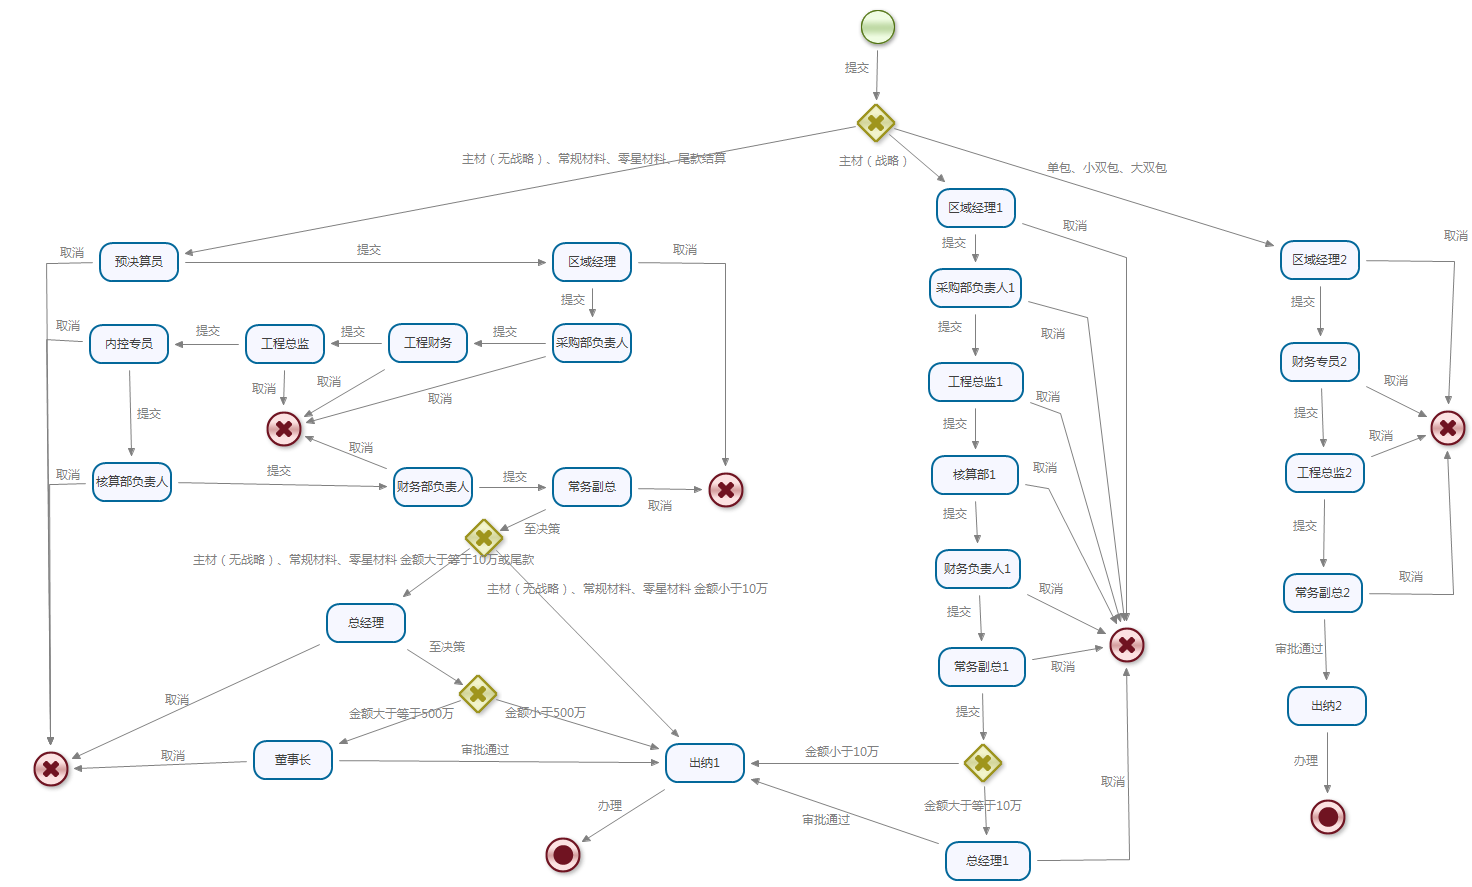 提交
主材（无战略）、常规材料、零星材料、尾款结算
主材（战略）
单包、小双包、大双包
区域经理1
取消
提交
取消
预决算员
提交
区域经理
取消
取消
区域经理2
提交
采购部负责人1
提交
提交
取消
内控专员
提交
工程总监
提交
工程财务
提交
采购部负责人
提交
取消
财务专员2
取消
取消
取消
取消
工程总监1
取消
取消
提交
提交
提交
取消
取消
核算部负责人
提交
取消
财务部负责人
提交
常务副总
取消
核算部1
取消
工程总监2
至决策
提交
提交
主材（无战略）、常规材料、零星材料 金额大于等于10万或尾款
主材（无战略）、常规材料、零星材料 金额小于10万
财务负责人1
取消
取消
常务副总2
总经理
提交
至决策
审批通过
常务副总1
取消
取消
金额大于等于500万
金额小于500万
提交
出纳2
取消
董事长
审批通过
出纳1
金额小于10万
办理
取消
办理
审批通过
金额大于等于10万
总经理1